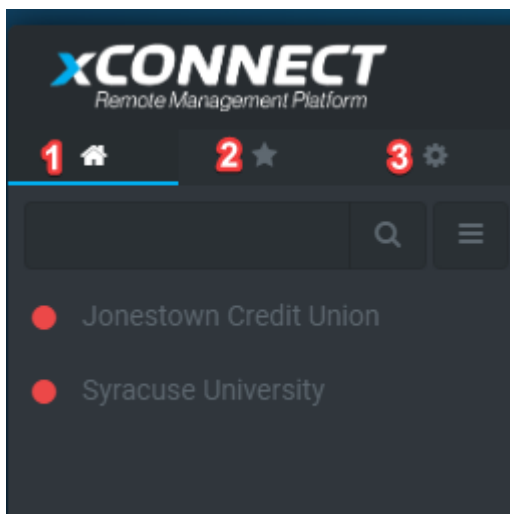 xCONNECT
Remote Management Platform
1 2 3
Jonestown Credit Union
Syracuse University